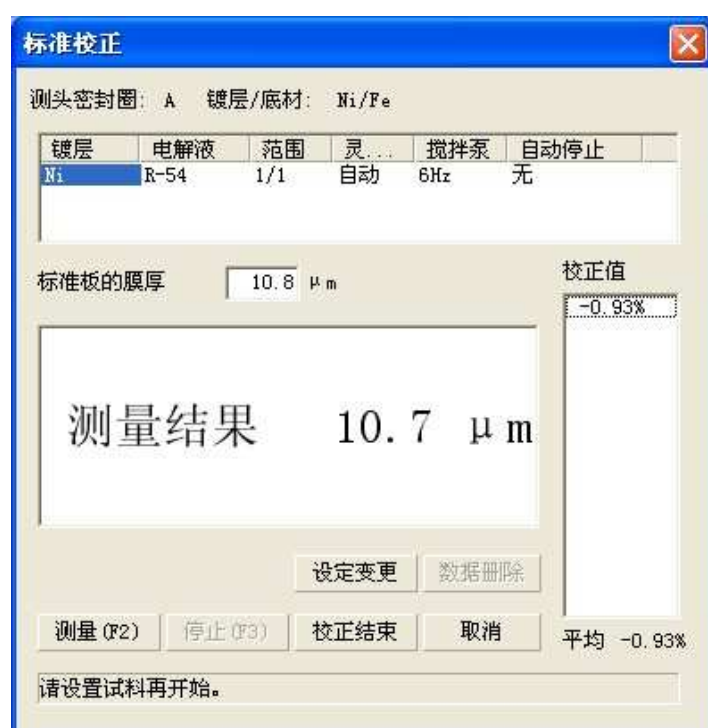 标准校正
测头密封圈: A 镀层/底材: Ni/Fe
镀层 电解液 范围 灵... 搅拌泵 自动停止
Ni R-54 1/1 自动 6Hz 无
标准板的膜厚 10.8 μm
校正值
-0.93%
测量结果 10.7 μm
设定变更 数据删除
测量(F2) 停止(F3) 校正结束 取消
平均 -0.93%
请设置试料再开始。